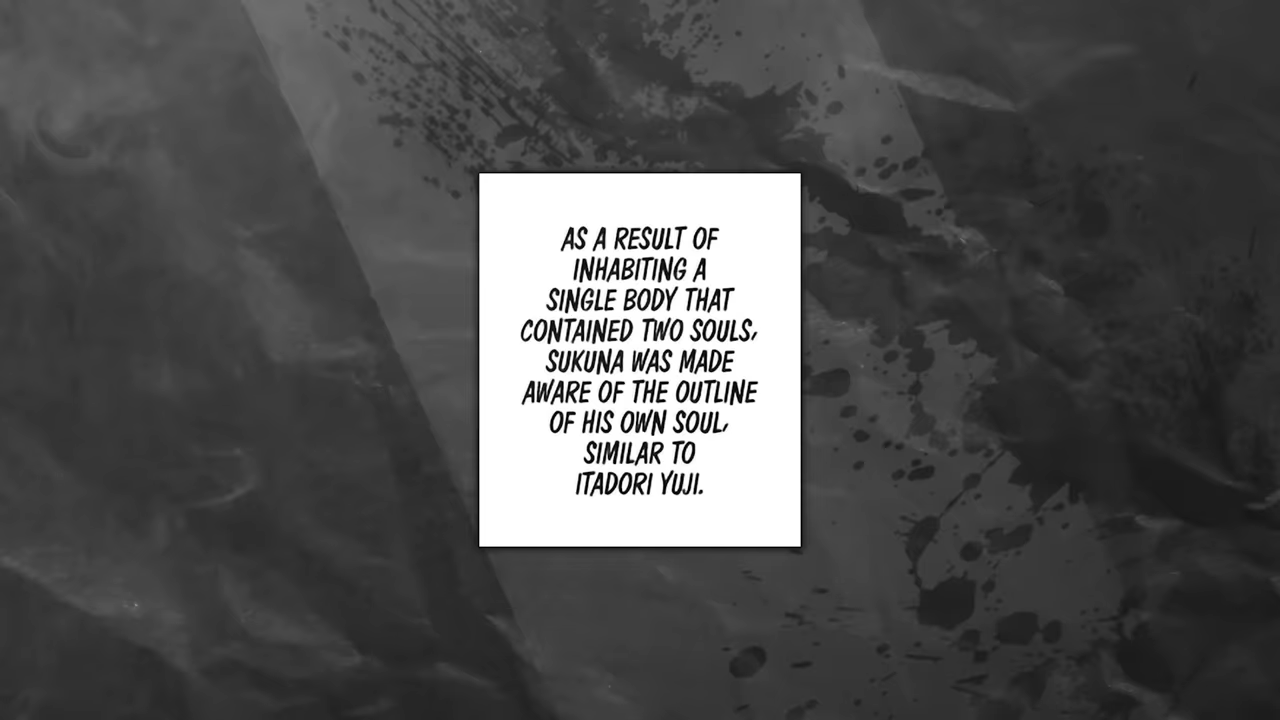 AS A RESULT OF
INHABITING A
SINGLE BODY THAT
CONTAINED TWO SOULS,
SUKUNA WAS MADE
AWARE OF THE OUTLINE
OF HIS OWN SOUL,
SIMILAR TO
ITADORI YUJI.